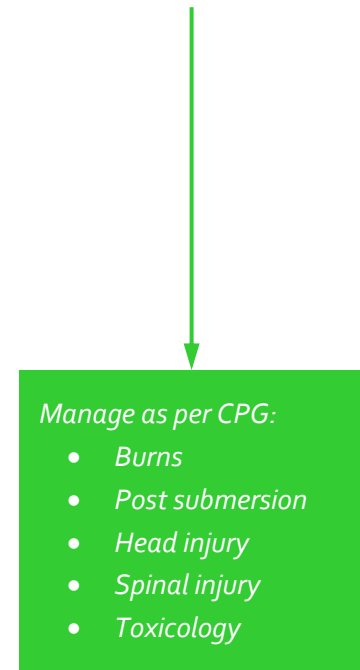 Manage as per CPG:
• Burns
• Post submersion
• Head injury
• Spinal injury
• Toxicology